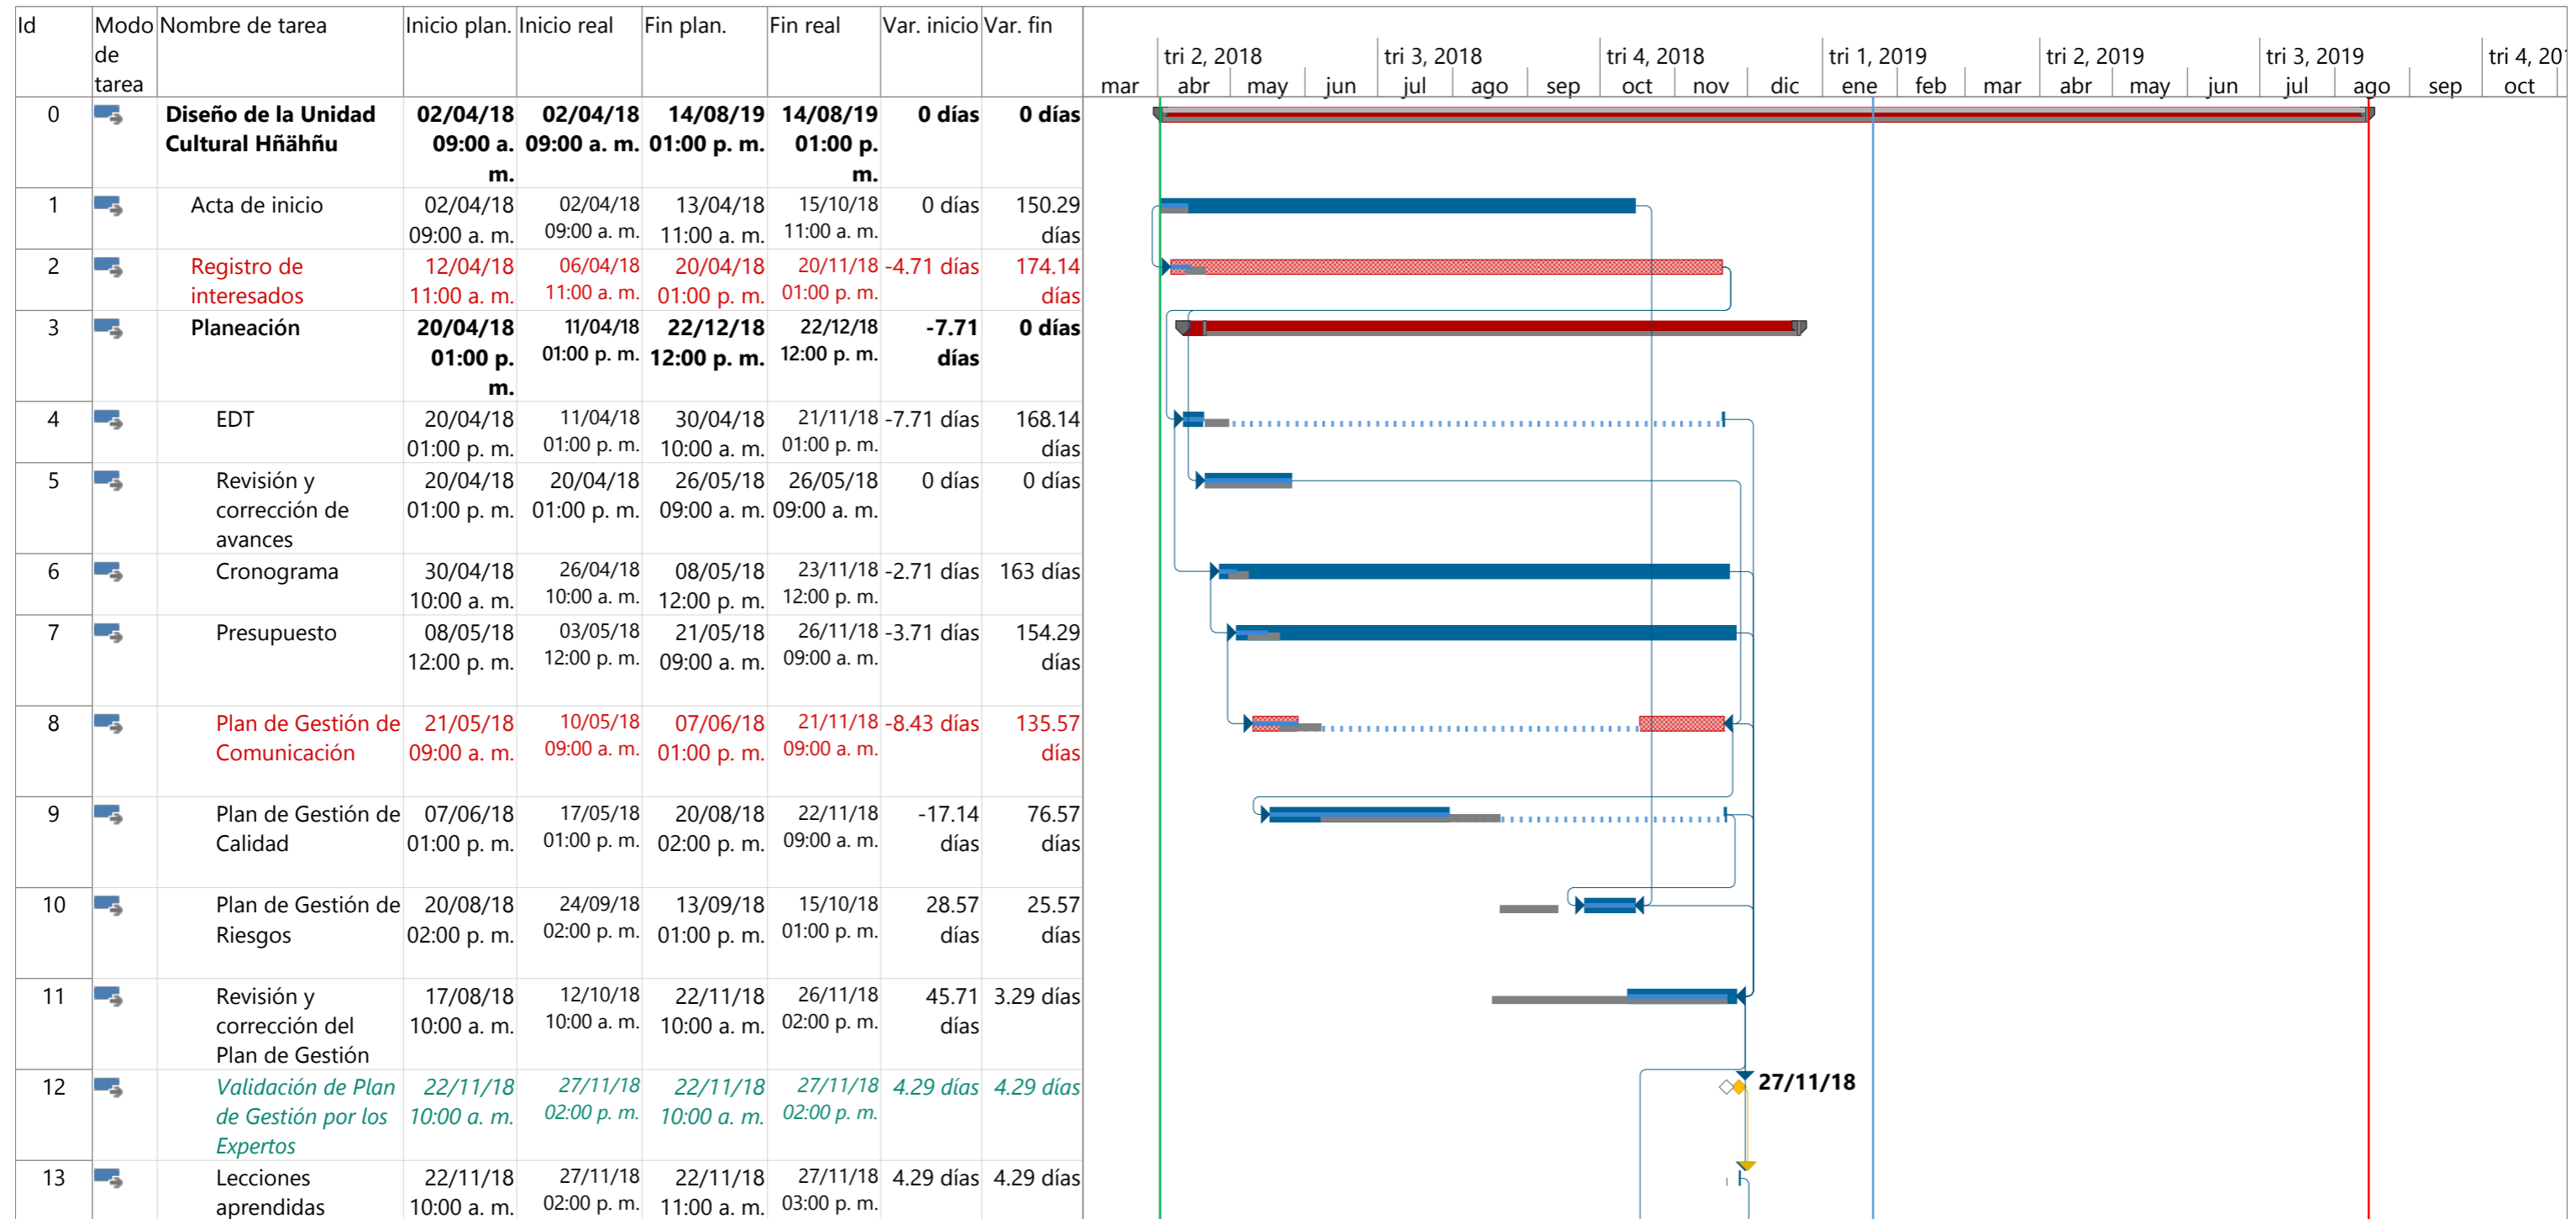 Id Modo de tarea Nombre de tarea Inicio plan. Inicio real Fin plan. Fin real Var. inicio Var. fin
tri 2, 2018 tri 3, 2018 tri 4, 2018 tri 1, 2019 tri 2, 2019 tri 3, 2019 tri 4, 20
mar abr may jun jul ago sep oct nov dic ene feb mar abr may jun jul ago sep oct
0 Diseño de la Unidad 02/04/18 02/04/18 14/08/19 14/08/19 0 días 0 días
Cultural Hñähñu 09:00 a. m. 09:00 a. m. 01:00 p. m. 01:00 p. m.
1 Acta de inicio 02/04/18 02/04/18 13/04/18 15/10/18 0 días 150.29
09:00 a. m. 09:00 a. m. 11:00 a. m. 11:00 a. m. días
2 Registro de 12/04/18 06/04/18 20/04/18 20/11/18 -4.71 días 174.14
interesados 11:00 a. m. 11:00 a. m. 01:00 p. m. 01:00 p. m. días
3 Planeación 20/04/18 11/04/18 22/12/18 22/12/18 -7.71 0 días
01:00 p. m. 01:00 p. m. 12:00 p. m. 12:00 p. m. días
4 EDT 20/04/18 11/04/18 30/04/18 21/11/18 -7.71 días 168.14
01:00 p. m. 01:00 p. m. 10:00 a. m. 01:00 p. m. días
5 Revisión y 20/04/18 20/04/18 26/05/18 26/05/18 0 días 0 días
corrección de 01:00 p. m. 01:00 p. m. 09:00 a. m. 09:00 a. m.
avances
6 Cronograma 30/04/18 26/04/18 08/05/18 23/11/18 -2.71 días 163 días
10:00 a. m. 10:00 a. m. 12:00 p. m. 12:00 p. m.
7 Presupuesto 08/05/18 03/05/18 21/05/18 26/11/18 -3.71 días 154.29
12:00 p. m. 12:00 p. m. 09:00 a. m. 09:00 a. m. días
8 Plan de Gestión de 21/05/18 10/05/18 07/06/18 21/11/18 -8.43 días 135.57
Comunicación 09:00 a. m. 09:00 a. m. 01:00 p. m. 09:00 a. m. días
9 Plan de Gestión de 07/06/18 17/05/18 20/08/18 22/11/18 -17.14 76.57
Calidad 01:00 p. m. 01:00 p. m. 02:00 p. m. 09:00 a. m. días días
10 Plan de Gestión de 20/08/18 24/09/18 13/09/18 15/10/18 28.57 25.57
Riesgos 02:00 p. m. 02:00 p. m. 01:00 p. m. 01:00 p. m. días días
11 Revisión y 17/08/18 12/10/18 22/11/18 26/11/18 45.71 3.29 días
corrección del 10:00 a. m. 10:00 a. m. 10:00 a. m. 02:00 p. m. días
Plan de Gestión
12 Validación de Plan 22/11/18 27/11/18 22/11/18 27/11/18 4.29 días 4.29 días 27/11/18
de Gestión por los 10:00 a. m. 02:00 p. m. 10:00 a. m. 02:00 p. m.
Expertos
13 Lecciones 22/11/18 27/11/18 22/11/18 27/11/18 4.29 días 4.29 días
aprendidas 10:00 a. m. 02:00 p. m. 11:00 a. m. 03:00 p. m.